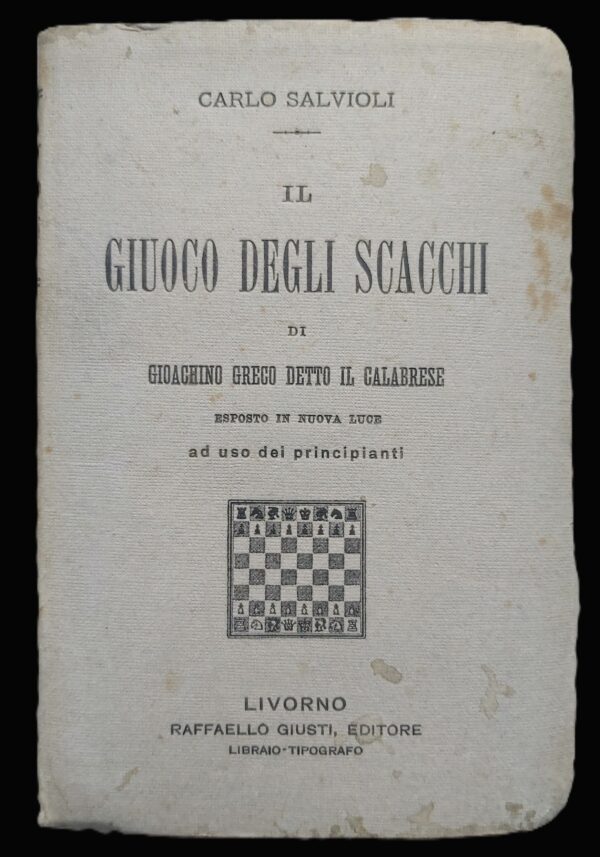 CARLO SALVIOLI
IL
GIUOCO DEGLI SCACCHI
DI
GIOACHINO GRECO DETTO IL CALABRESE
ESPOSTO IN NUOVA LUCE
ad uso dei principianti
LIVORNO
RAFFAELLO GIUSTI, EDITORE
LIBRAIO-TIPOGRAFO